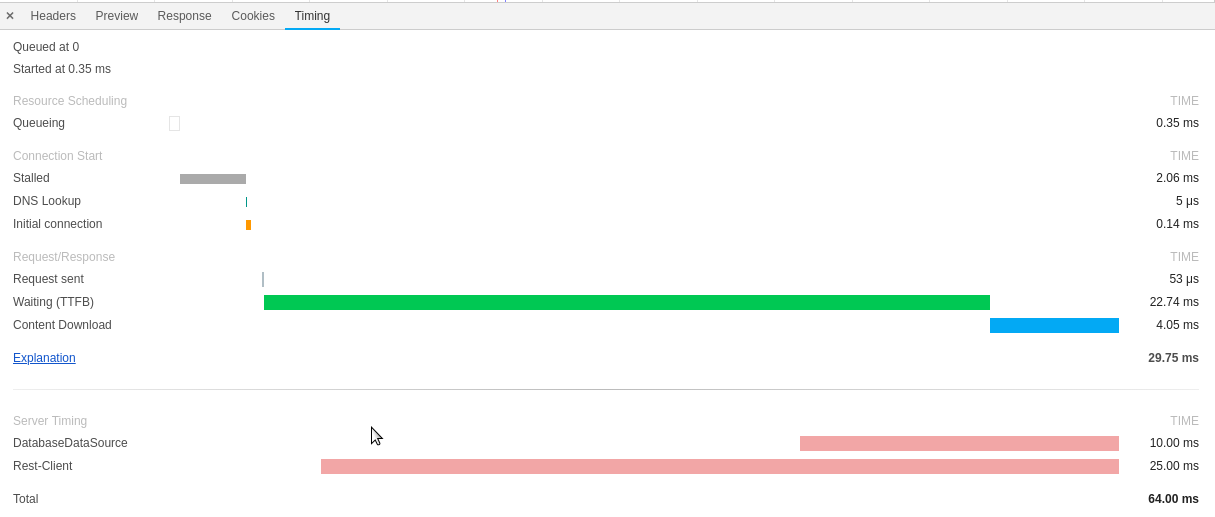 ✕ Headers Preview Response Cookies Timing
Queued at 0
Started at 0.35 ms
Resource Scheduling TIME
Queueing 0.35 ms
Connection Start TIME
Stalled 2.06 ms
DNS Lookup 5 μs
Initial connection 0.14 ms
Request/Response TIME
Request sent 53 μs
Waiting (TTFB) 22.74 ms
Content Download 4.05 ms
Explanation 29.75 ms
Server Timing TIME
DatabaseDataSource 10.00 ms
Rest-Client 25.00 ms
Total 64.00 ms